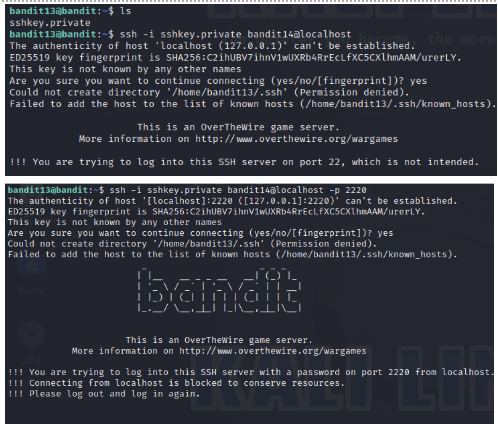 bandit13@bandit:~$ ls
sshkey.private
bandit13@bandit:~$ ssh -i sshkey.private bandit14@localhost
The authenticity of host 'localhost (127.0.0.1)' can't be established.
ED25519 key fingerprint is SHA256:C2ihUBV7ihnV1wUXRb4RrEcLfXC5CXlhmAAM/urerLY.
This key is not known by any other names
Are you sure you want to continue connecting (yes/no/[fingerprint])? yes
Could not create directory '/home/bandit13/.ssh' (Permission denied).
Failed to add the host to the list of known hosts (/home/bandit13/.ssh/known_hosts).
This is an OverTheWire game server.
More information on http://www.overthewire.org/wargames
!!! You are trying to log into this SSH server on port 22, which is not intended.
bandit13@bandit:~$ ssh -i sshkey.private bandit14@localhost -p 2220
The authenticity of host '[localhost]:2220 ([127.0.0.1]:2220)' can't be established.
ED25519 key fingerprint is SHA256:C2ihUBV7ihnV1wUXRb4RrEcLfXC5CXlhmAAM/urerLY.
This key is not known by any other names
Are you sure you want to continue connecting (yes/no/[fingerprint])? yes
Could not create directory '/home/bandit13/.ssh' (Permission denied).
Failed to add the host to the list of known hosts (/home/bandit13/.ssh/known_hosts).
bandit
This is an OverTheWire game server.
More information on http://www.overthewire.org/wargames
!!! You are trying to log into this SSH server with a password on port 2220 from localhost.
!!! Connecting from localhost is blocked to conserve resources.
!!! Please log out and log in again.